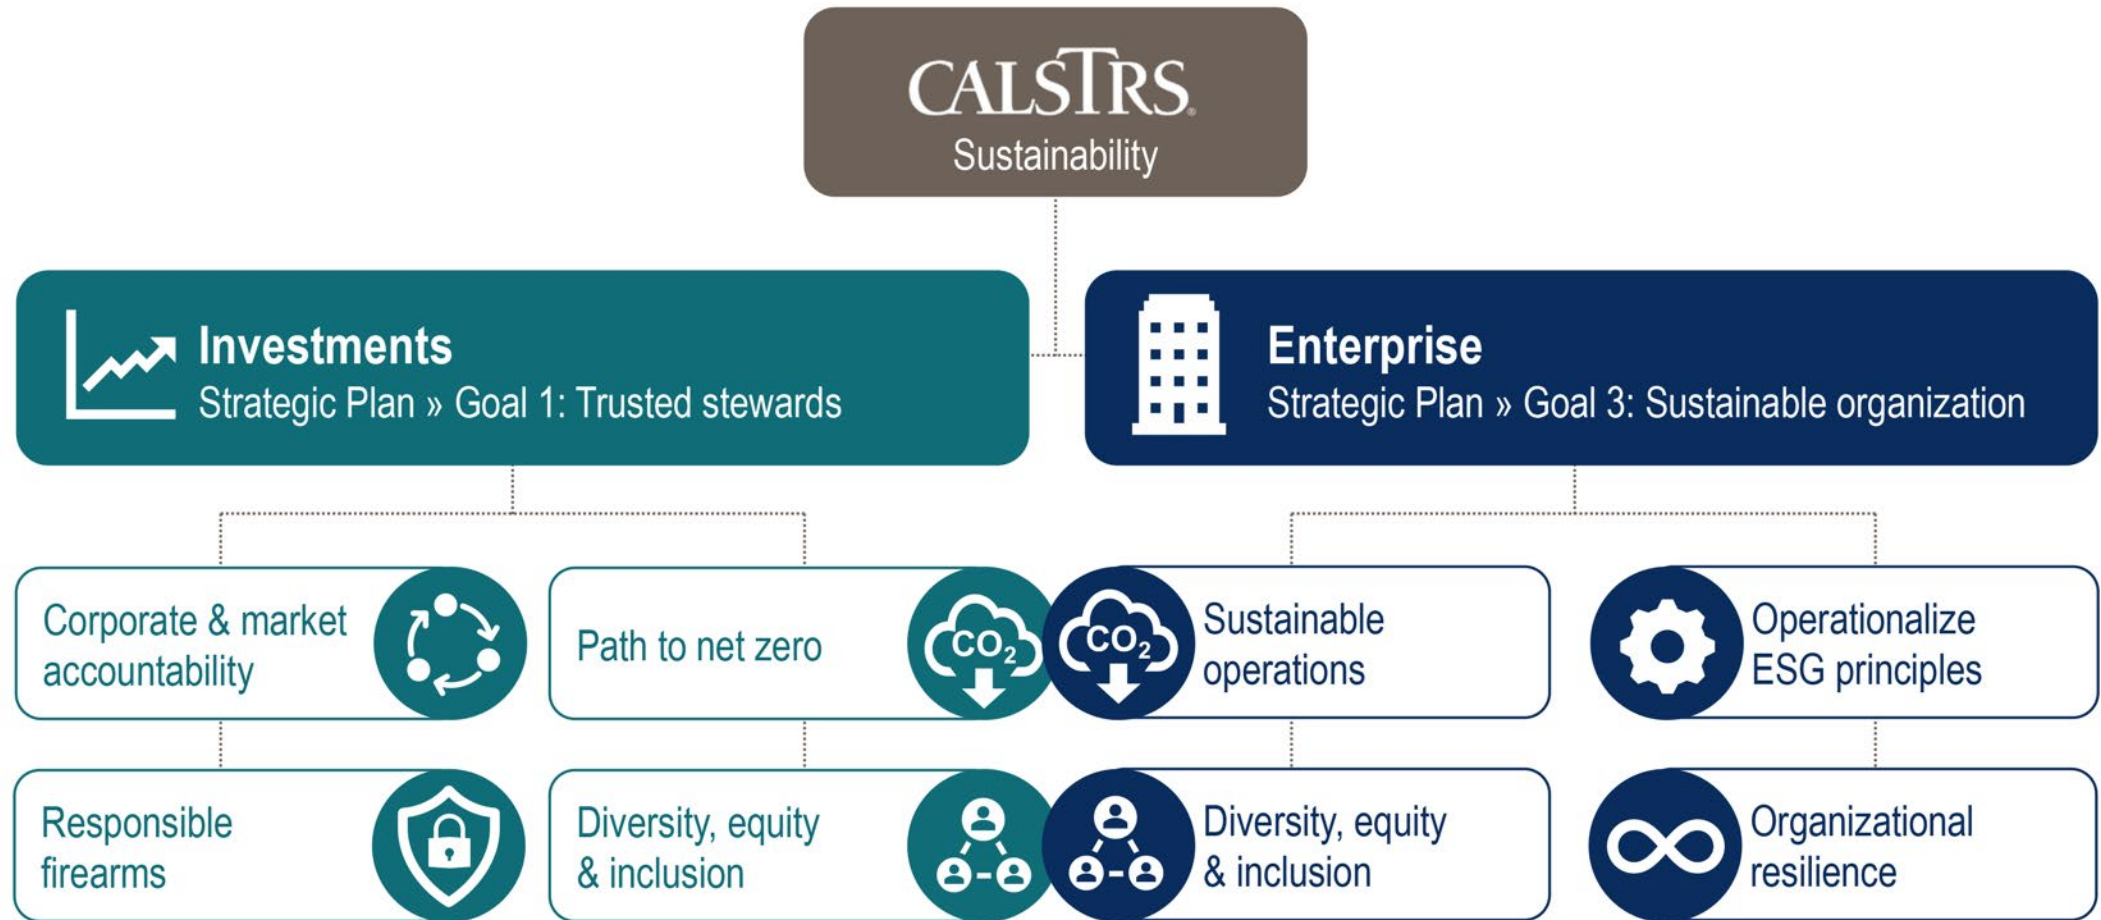 CALSTRS®
Sustainability
Investments
Strategic Plan » Goal 1: Trusted stewards
Enterprise
Strategic Plan » Goal 3: Sustainable organization
Corporate & market
accountability
Path to net zero
CO₂
CO₂
Sustainable
operations
Operationalize
ESG principles
Responsible
firearms
Diversity, equity
& inclusion
Diversity, equity
& inclusion
Organizational
resilience